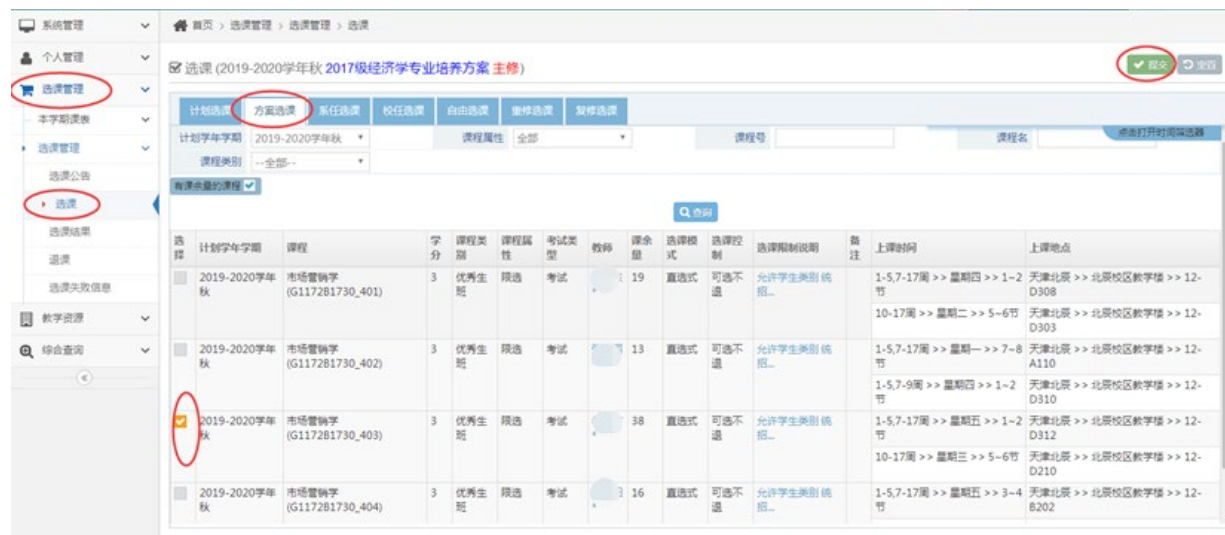 系统管理
个人管理
选课管理
本学期课表
选课管理
选课公告
选课
选课结果
退课
选课失败信息
教学资源
综合查询
首页 > 选课管理 > 选课管理 > 选课
选课 (2019-2020学年秋 2017级经济学专业培养方案 主修)
提交
计划选课 方案选课 系任选课 校任选课 自由选课 重修选课 复修选课
计划学年学期 2019-2020学年秋 课程属性 全部 课程号 课程名 点击打开时间筛选器
课程类别 --全部--
有课余量的课程
查询
选择 计划学年学期 课程 学分 课程类别 课程属性 考试类型 教师 课余量 选课模式 选课控制 选课限制说明 备注 上课时间 上课地点
2019-2020学年秋 市场营销学(G1172B1730_401) 3 优秀生班 限选 考试 19 直选式 可选不退 允许学生类别 统招... 1-5,7-17周 >> 星期四 >> 1~2节 天津北辰 >> 北辰校区教学楼 >> 12-D308
10-17周 >> 星期二 >> 5~6节 天津北辰 >> 北辰校区教学楼 >> 12-D303
2019-2020学年秋 市场营销学(G1172B1730_402) 3 优秀生班 限选 考试 13 直选式 可选不退 允许学生类别 统招... 1-5,7-17周 >> 星期一 >> 7~8节 天津北辰 >> 北辰校区教学楼 >> 12-A110
1-5,7-9周 >> 星期四 >> 1~2节 天津北辰 >> 北辰校区教学楼 >> 12-D310
2019-2020学年秋 市场营销学(G1172B1730_403) 3 优秀生班 限选 考试 38 直选式 可选不退 允许学生类别 统招... 1-5,7-17周 >> 星期五 >> 1~2节 天津北辰 >> 北辰校区教学楼 >> 12-D312
10-17周 >> 星期三 >> 5~6节 天津北辰 >> 北辰校区教学楼 >> 12-D210
2019-2020学年秋 市场营销学(G1172B1730_404) 3 优秀生班 限选 考试 16 直选式 可选不退 允许学生类别 统招... 1-5,7-17周 >> 星期五 >> 3~4节 天津北辰 >> 北辰校区教学楼 >> 12-B202